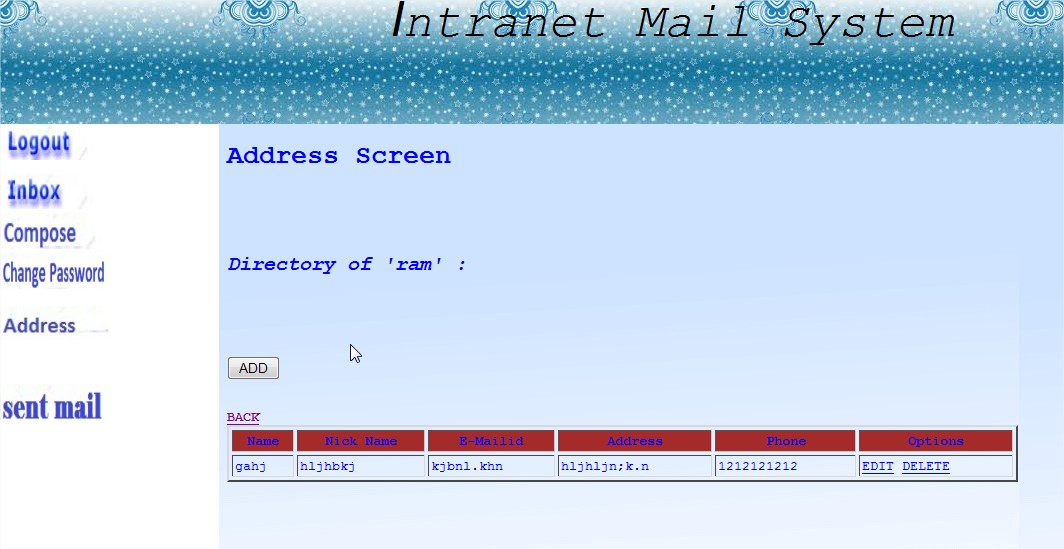 Intranet Mail System
Logout
Inbox
Compose
Change Password
Address
sent mail
Address Screen
Directory of 'ram' :
ADD
BACK
Name Nick Name E-Mailid Address Phone Options
gahj hljhbkj kjbnl.khn hljhljn;k.n 1212121212 EDIT DELETE